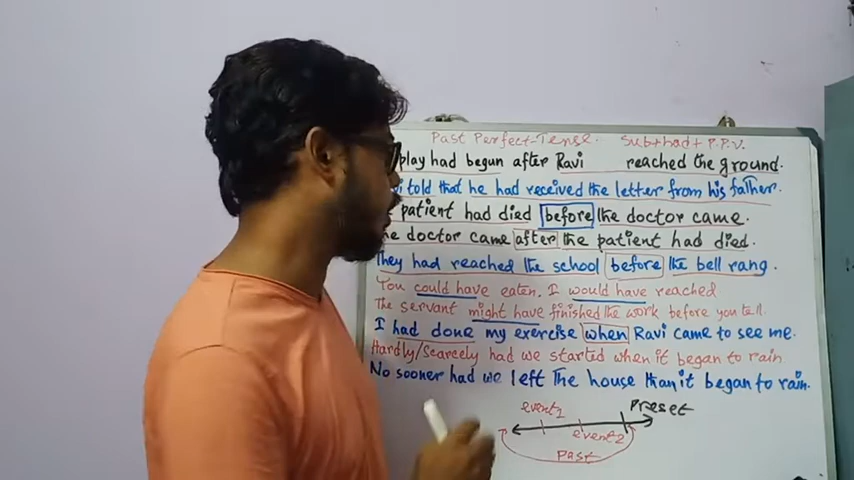 Past Perfect-Tense. Sub+had+P.P.V.
play had begun after Ravi reached the ground.
told that he had received the letter from his father.
patient had died before the doctor came.
he doctor came after the patient had died.
They had reached the school before the bell rang.
You could have eaten. I would have reached
The servant might have finished the work before you tell.
I had done my exercise when Ravi came to see me.
Hardly/Scarcely had we started when it began to rain.
No sooner had we left The house than it began to rain.
event1 Preset
event2
Past